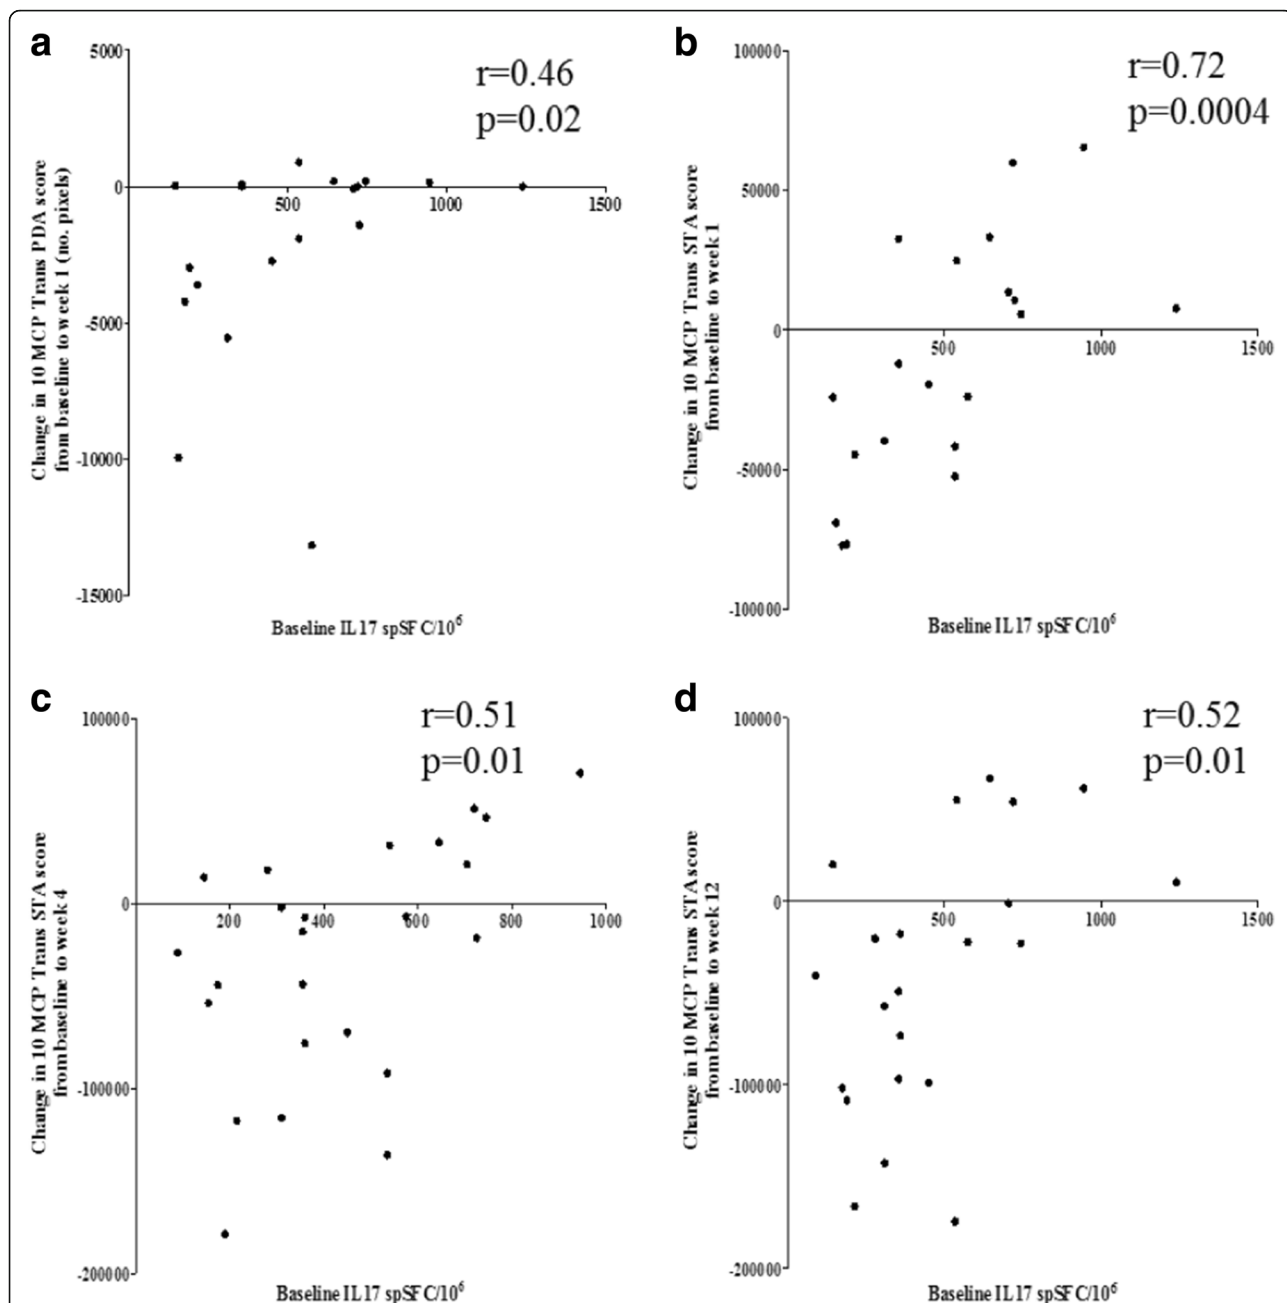 a
r=0.46
p=0.02
5000
0
-5000
-10000
-15000
500
1000
1500
Change in 10 MCP Trans PDA score
from baseline to week 1 (no. pixels)
Baseline IL17 spSFC/10⁶
b
r=0.72
p=0.0004
100000
50000
0
-50000
-100000
500
1000
1500
Change in 10 MCP Trans STA score
from baseline to week 1
Baseline IL17 spSFC/10⁶
c
r=0.51
p=0.01
100000
0
-100000
-200000
200
400
600
800
1000
Change in 10 MCP Trans STA score
from baseline to week 4
Baseline IL17 spSFC/10⁶
d
r=0.52
p=0.01
100000
0
-100000
-200000
500
1000
1500
Change in 10 MCP Trans STA score
from baseline to week 12
Baseline IL17 spSFC/10⁶